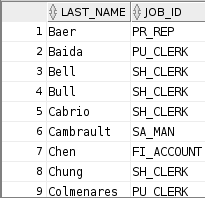 LAST_NAME JOB_ID
1 Baer PR_REP
2 Baida PU_CLERK
3 Bell SH_CLERK
4 Bull SH_CLERK
5 Cabrio SH_CLERK
6 Cambrault SA_MAN
7 Chen FI_ACCOUNT
8 Chung SH_CLERK
9 Colmenares PU_CLERK